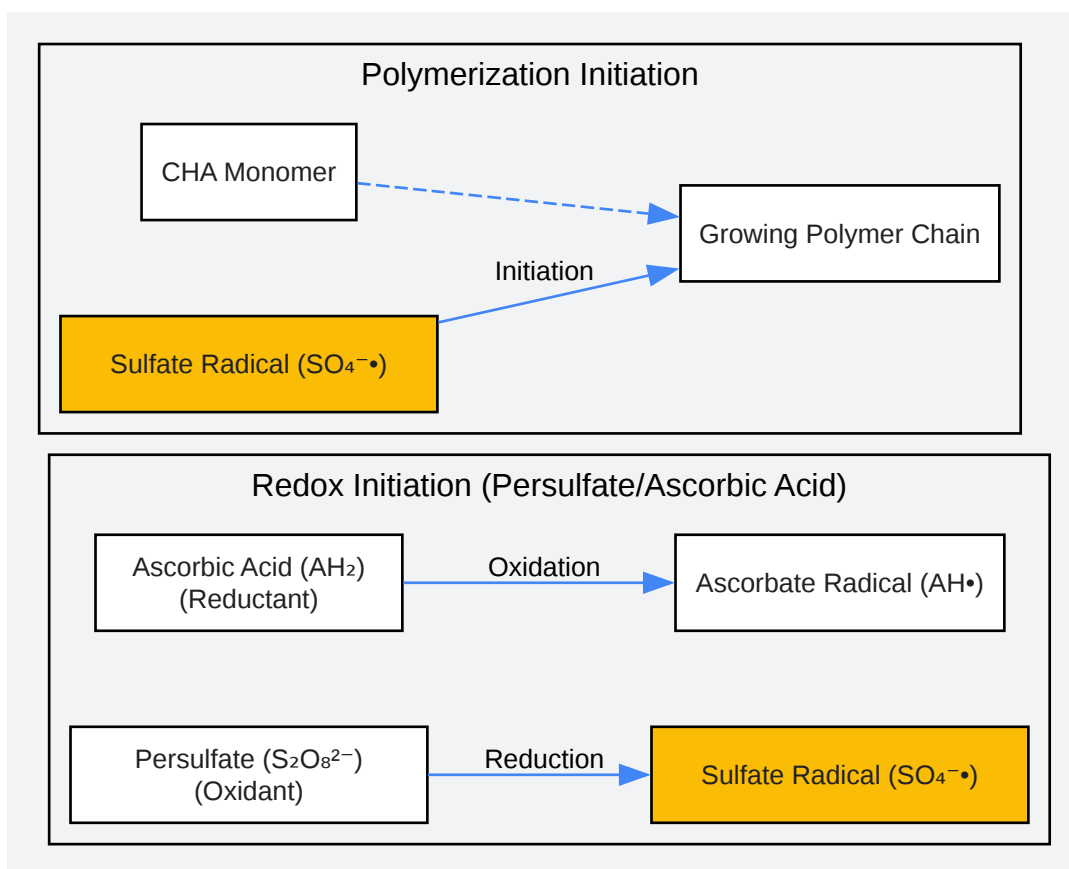 Polymerization Initiation
CHA Monomer
Growing Polymer Chain
Initiation
Sulfate Radical (SO₄⁻•)
Redox Initiation (Persulfate/Ascorbic Acid)
Ascorbic Acid (AH₂)
(Reductant)
Oxidation
Ascorbate Radical (AH•)
Persulfate (S₂O₈²⁻)
(Oxidant)
Reduction
Sulfate Radical (SO₄⁻•)